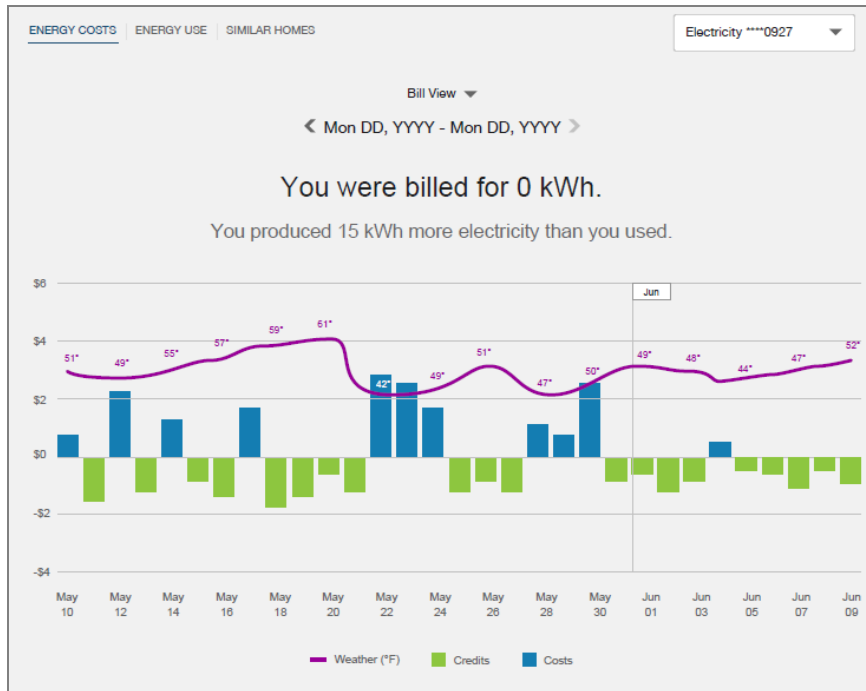 ENERGY COSTS ENERGY USE SIMILAR HOMES
Electricity ****0927
Bill View
Mon DD, YYYY - Mon DD, YYYY
You were billed for 0 kWh.
You produced 15 kWh more electricity than you used.
$6
Jun
$4
51° 49° 55° 57° 59° 61° 42° 49° 51° 47° 50° 49° 48° 44° 47° 52°
$2
$0
-$2
-$4
May 10 May 12 May 14 May 16 May 18 May 20 May 22 May 24 May 26 May 28 May 30 Jun 01 Jun 03 Jun 05 Jun 07 Jun 09
Weather (°F) Credits Costs